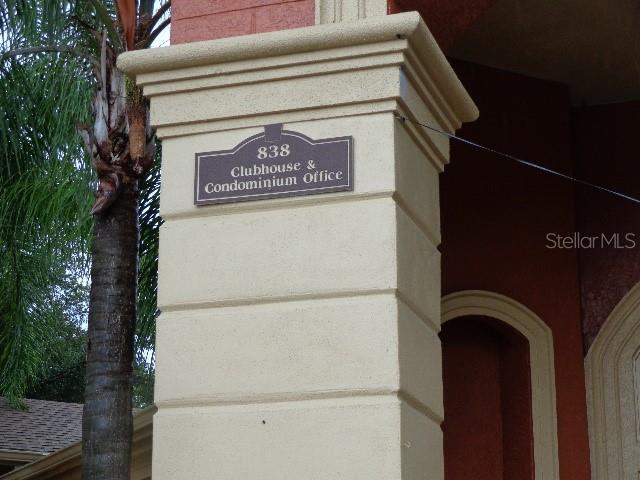 838
Clubhouse &
Condominium Office
StellarMLS